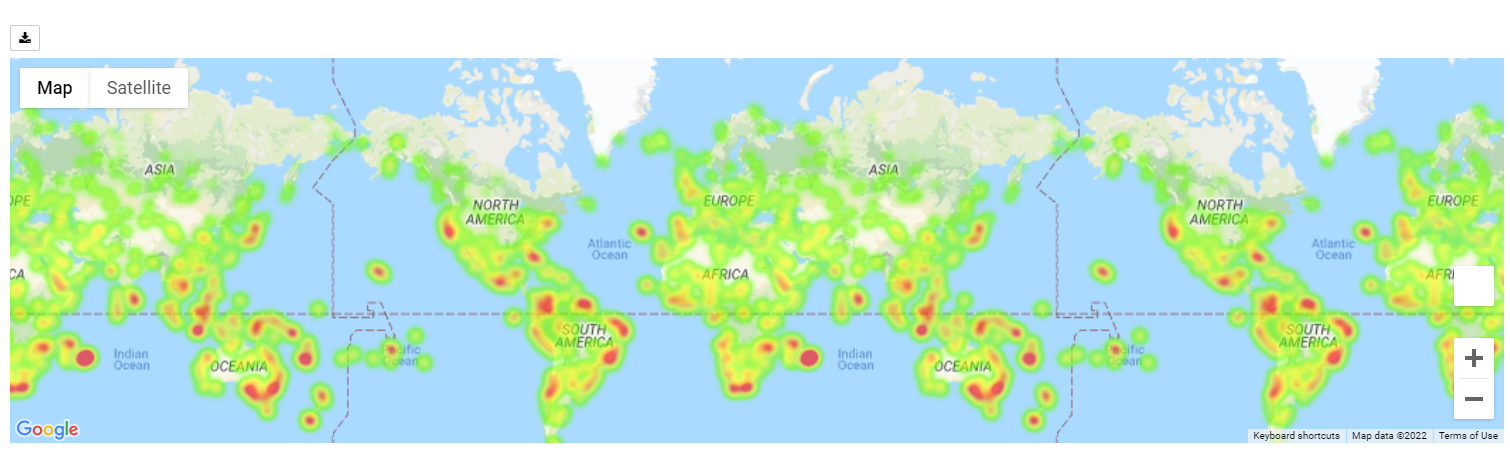 Map Satellite
ASIA
ASIA
OPE
NORTH
AMERICA
EUROPE
NORTH
AMERICA
EUROPE
Atlantic
Ocean
Atlantic
Ocean
CA
AFRICA
AFRI
SOUTH
AMERICA
SOUTH
AMERICA
Indian
Ocean
OCEANIA
Pacific
Ocean
Indian
Ocean
OCEANIA
Pacific
Ocean
Google
Keyboard shortcuts Map data ©2022 Terms of Use